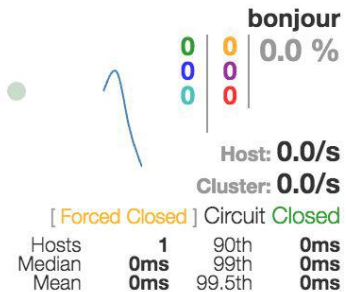 bonjour
0 0 0.0 %
0 0
0 0
Host: 0.0/s
Cluster: 0.0/s
[ Forced Closed ] Circuit Closed
Hosts 1 90th 0ms
Median 0ms 99th 0ms
Mean 0ms 99.5th 0ms